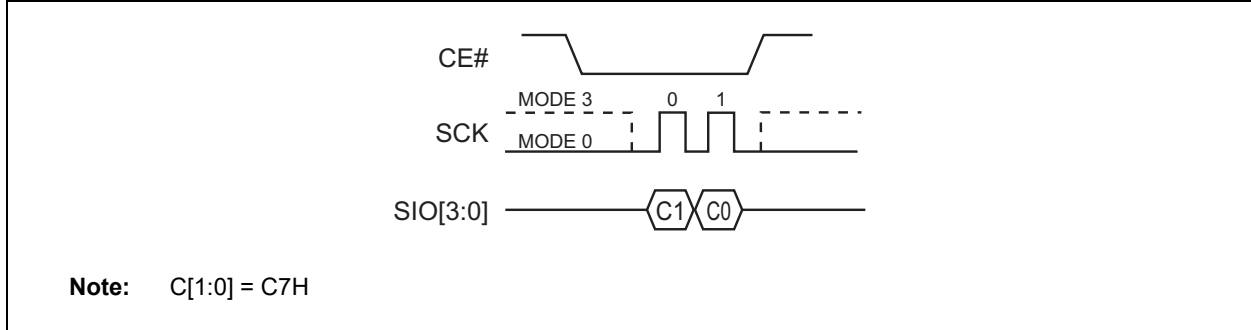 CE#
MODE 3 0 1
SCK
MODE 0
SIO[3:0] C1 C0
Note: C[1:0] = C7H